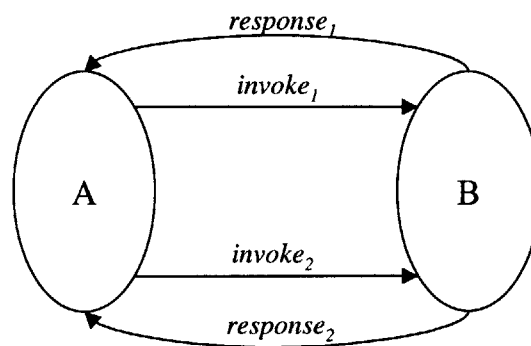 response₁
invoke₁
A B
invoke₂
response₂